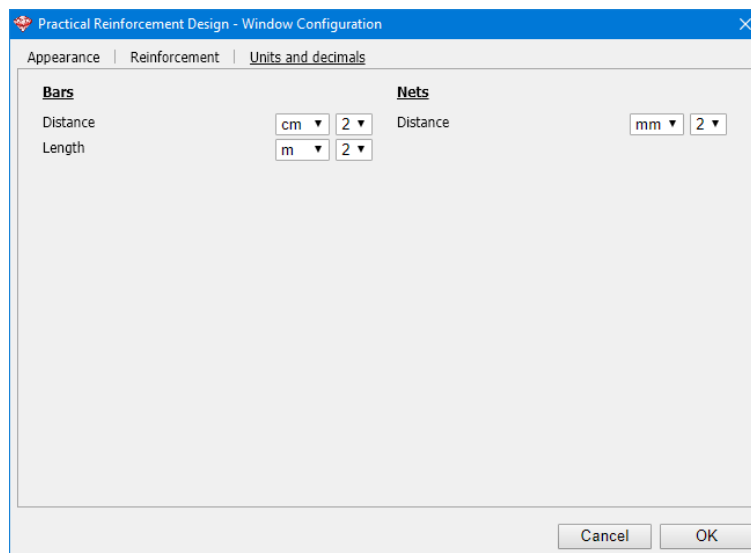 Practical Reinforcement Design - Window Configuration
Appearance | Reinforcement | Units and decimals
Bars
Distance cm 2
Length m 2
Nets
Distance mm 2
Cancel OK